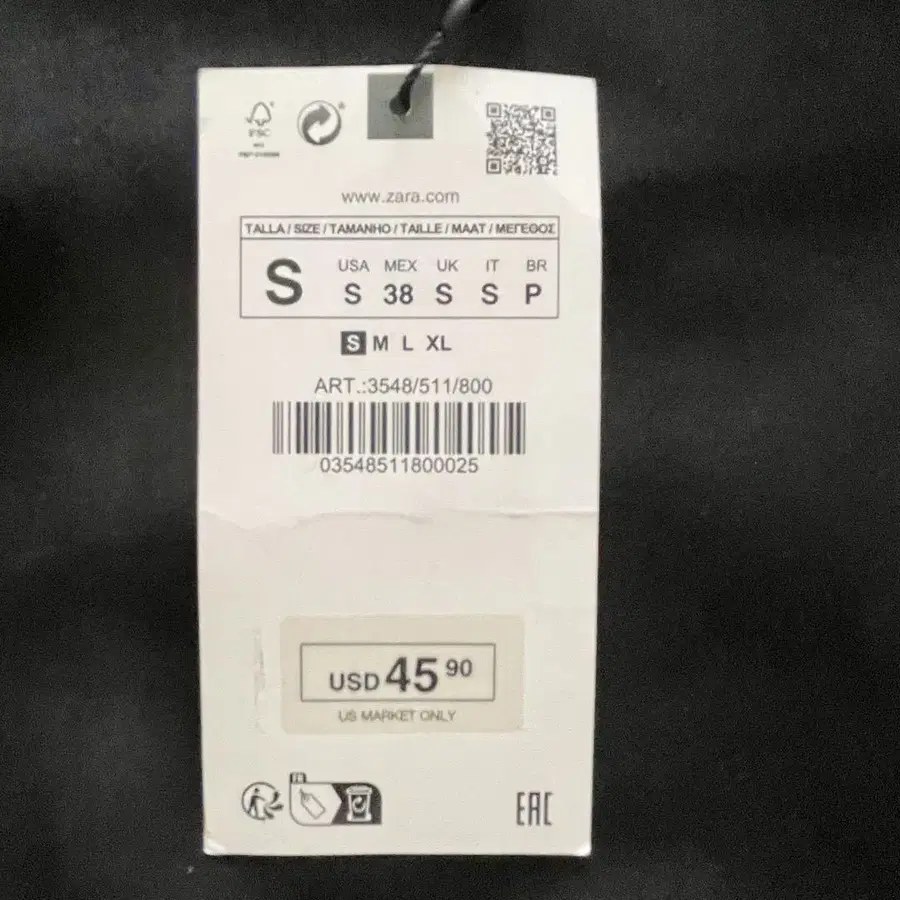 FSC
www.zara.com
TALLA / SIZE / TAMANHO / TAILLE / MAAT / ΜΕΓΕΘΟΣ
USA MEX UK IT BR
S S 38 S S P
S M L XL
ART.:3548/511/800
03548511800025
USD 45 90
US MARKET ONLY
FR
EAC